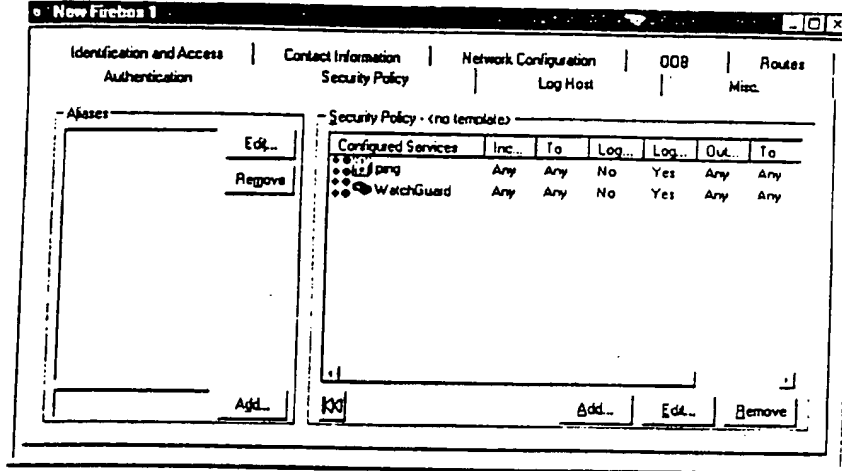 New Firebox 1
Identification and Access | Contact Information | Network Configuration | OOB | Routes
Authentication | Security Policy | Log Host | Misc.
Aliases
Edit...
Remove
Add...
Security Policy - <no template>
Configured Services Inc... To Log... Log... Out... To
ping Any Any No Yes Any Any
WatchGuard Any Any No Yes Any Any
Add... Edit... Remove